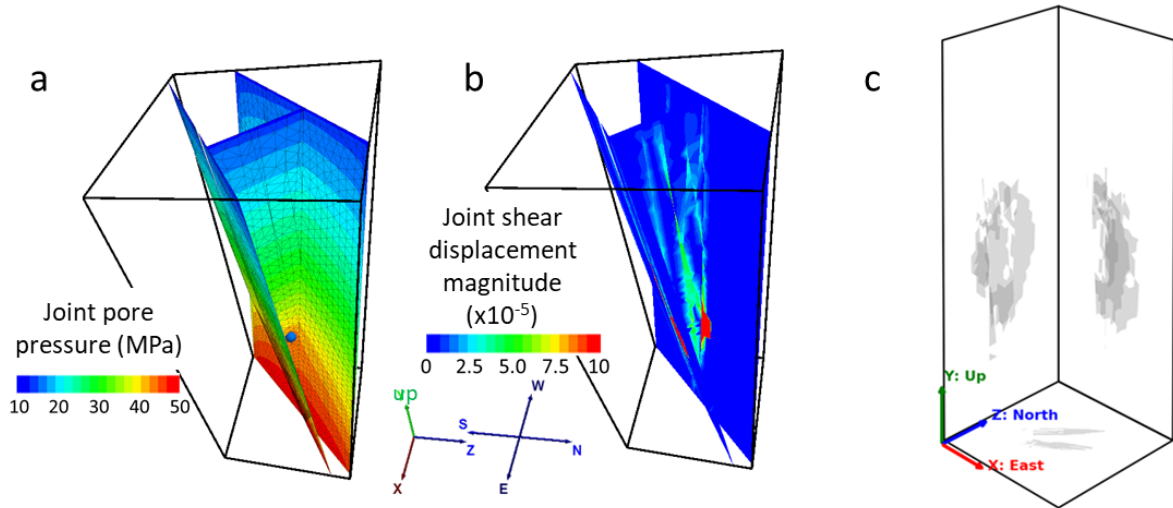 a
b
c
Joint pore
pressure (MPa)
10 20 30 40 50
Joint shear
displacement
magnitude
(x10⁻⁵)
0 2.5 5 7.5 10
up
X
Z
W
S
N
E
Y: Up
Z: North
X: East